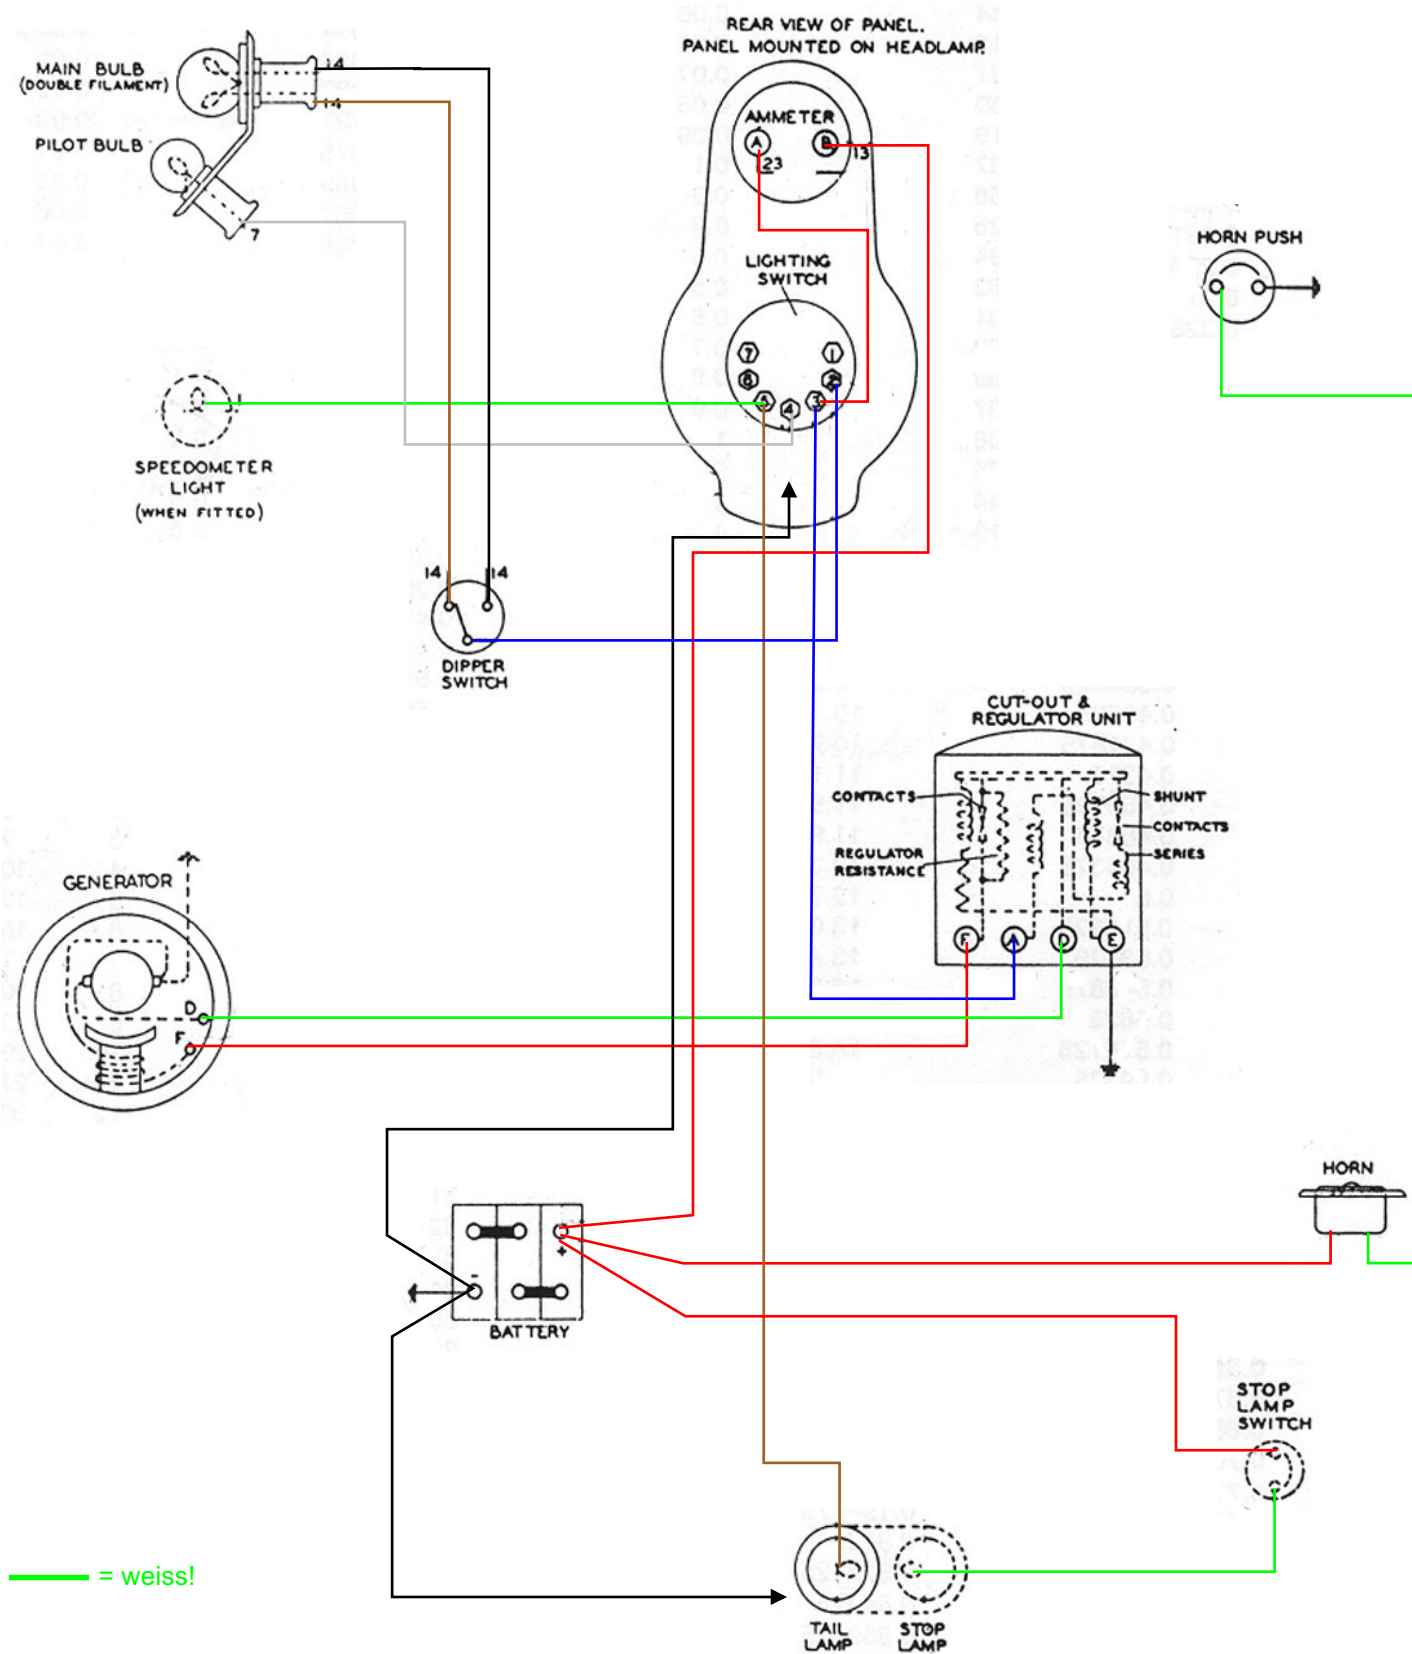 REAR VIEW OF PANEL.
PANEL MOUNTED ON HEADLAMP.
MAIN BULB
(DOUBLE FILAMENT)
14
14
PILOT BULB
7
AMMETER
A
B
23
13
LIGHTING
SWITCH
7
1
6
2
5
4
3
HORN PUSH
1
SPEEDOMETER
LIGHT
(WHEN FITTED)
14
14
DIPPER
SWITCH
CUT-OUT &
REGULATOR UNIT
CONTACTS
SHUNT
CONTACTS
REGULATOR
RESISTANCE
SERIES
F
A
D
E
GENERATOR
D
F
HORN
+
-
BATTERY
STOP
LAMP
SWITCH
= weiss!
TAIL
LAMP
STOP
LAMP